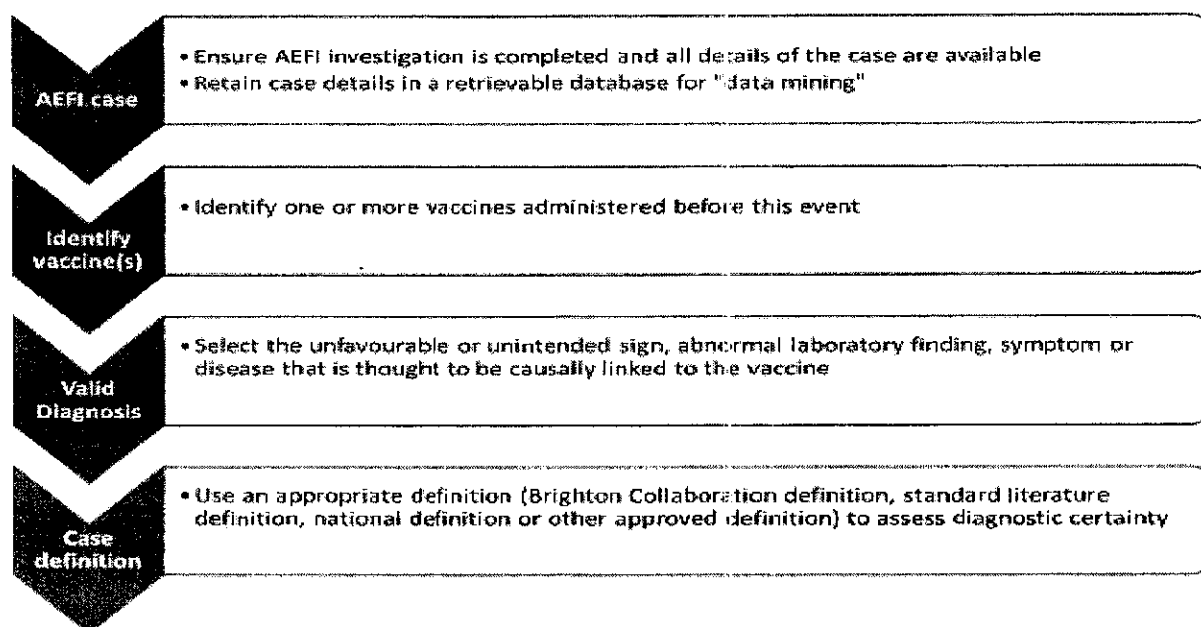 • Ensure AEFI investigation is completed and all details of the case are available
• Retain case details in a retrievable database for "data mining"
AEFI case
• Identify one or more vaccines administered before this event
Identify
vaccine(s)
• Select the unfavourable or unintended sign, abnormal laboratory finding, symptom or
disease that is thought to be causally linked to the vaccine
Valid
Diagnosis
• Use an appropriate definition (Brighton Collaboration definition, standard literature
definition, national definition or other approved definition) to assess diagnostic certainty
Case
definition